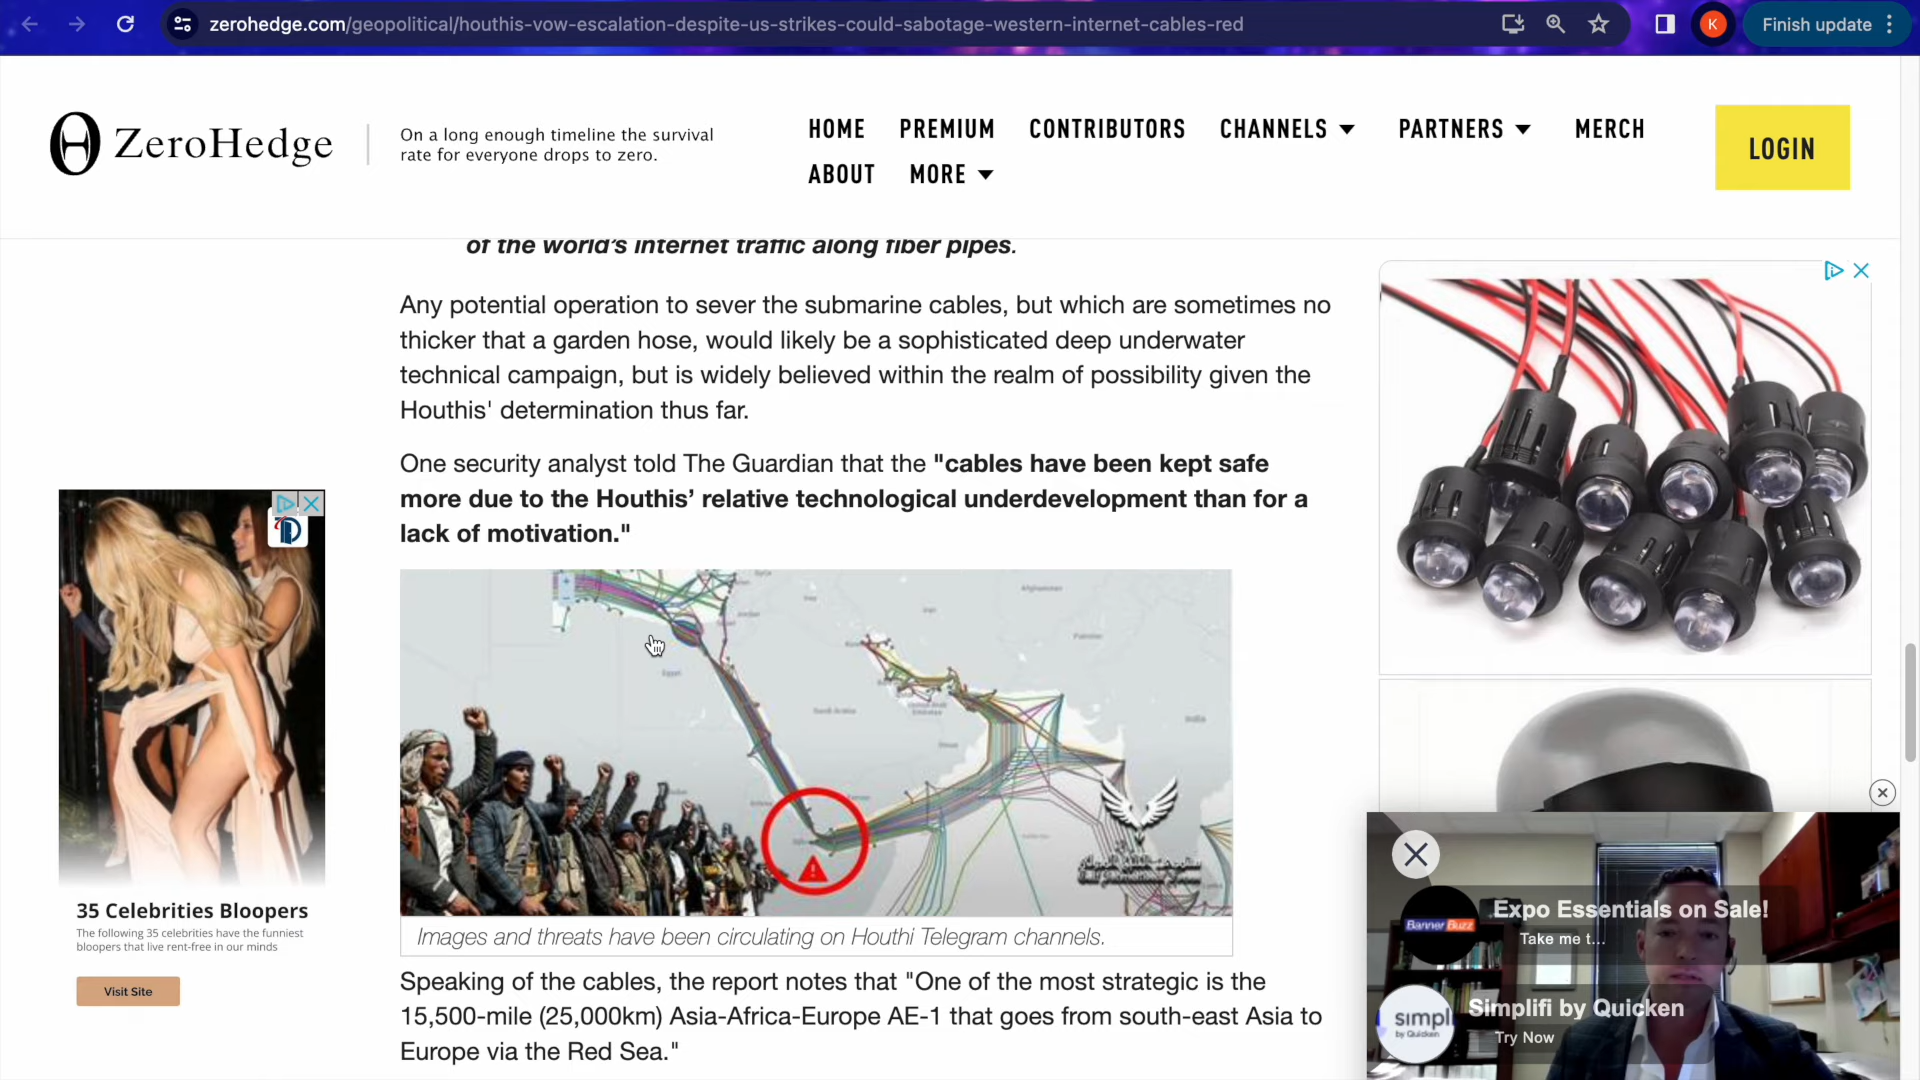 zerohedge.com/geopolitical/houthis-vow-escalation-despite-us-strikes-could-sabotage-western-internet-cables-red
K
Finish update
ZeroHedge
On a long enough timeline the survival
rate for everyone drops to zero.
HOME
PREMIUM
CONTRIBUTORS
CHANNELS
PARTNERS
MERCH
ABOUT
MORE
LOGIN
of the world's internet traffic along fiber pipes.
Any potential operation to sever the submarine cables, but which are sometimes no
thicker that a garden hose, would likely be a sophisticated deep underwater
technical campaign, but is widely believed within the realm of possibility given the
Houthis' determination thus far.
One security analyst told The Guardian that the "cables have been kept safe
more due to the Houthis’ relative technological underdevelopment than for a
lack of motivation."
Egypt
Saudi Arabia
Iran
Images and threats have been circulating on Houthi Telegram channels.
Speaking of the cables, the report notes that "One of the most strategic is the
15,500-mile (25,000km) Asia-Africa-Europe AE-1 that goes from south-east Asia to
Europe via the Red Sea."
35 Celebrities Bloopers
The following 35 celebrities have the funniest
bloopers that live rent-free in our minds
Visit Site
Banner Buzz
Expo Essentials on Sale!
Take me t...
simpli
by Quicken
Simplifi by Quicken
Try Now